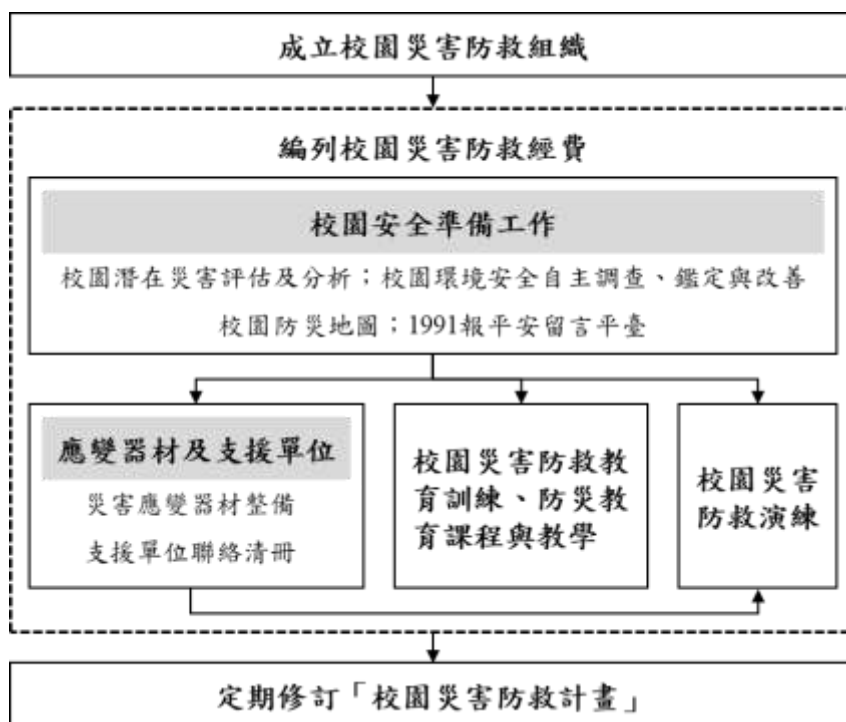 成立校園災害防救組織
編列校園災害防救經費
校園安全準備工作
校園潛在災害評估及分析；校園環境安全自主調查、鑑定與改善
校園防災地圖；1991報平安留言平臺
應變器材及支援單位
災害應變器材整備
支援單位聯絡清冊
校園災害防救教
育訓練、防災教
育課程與教學
校園災害
防救演練
定期修訂「校園災害防救計畫」